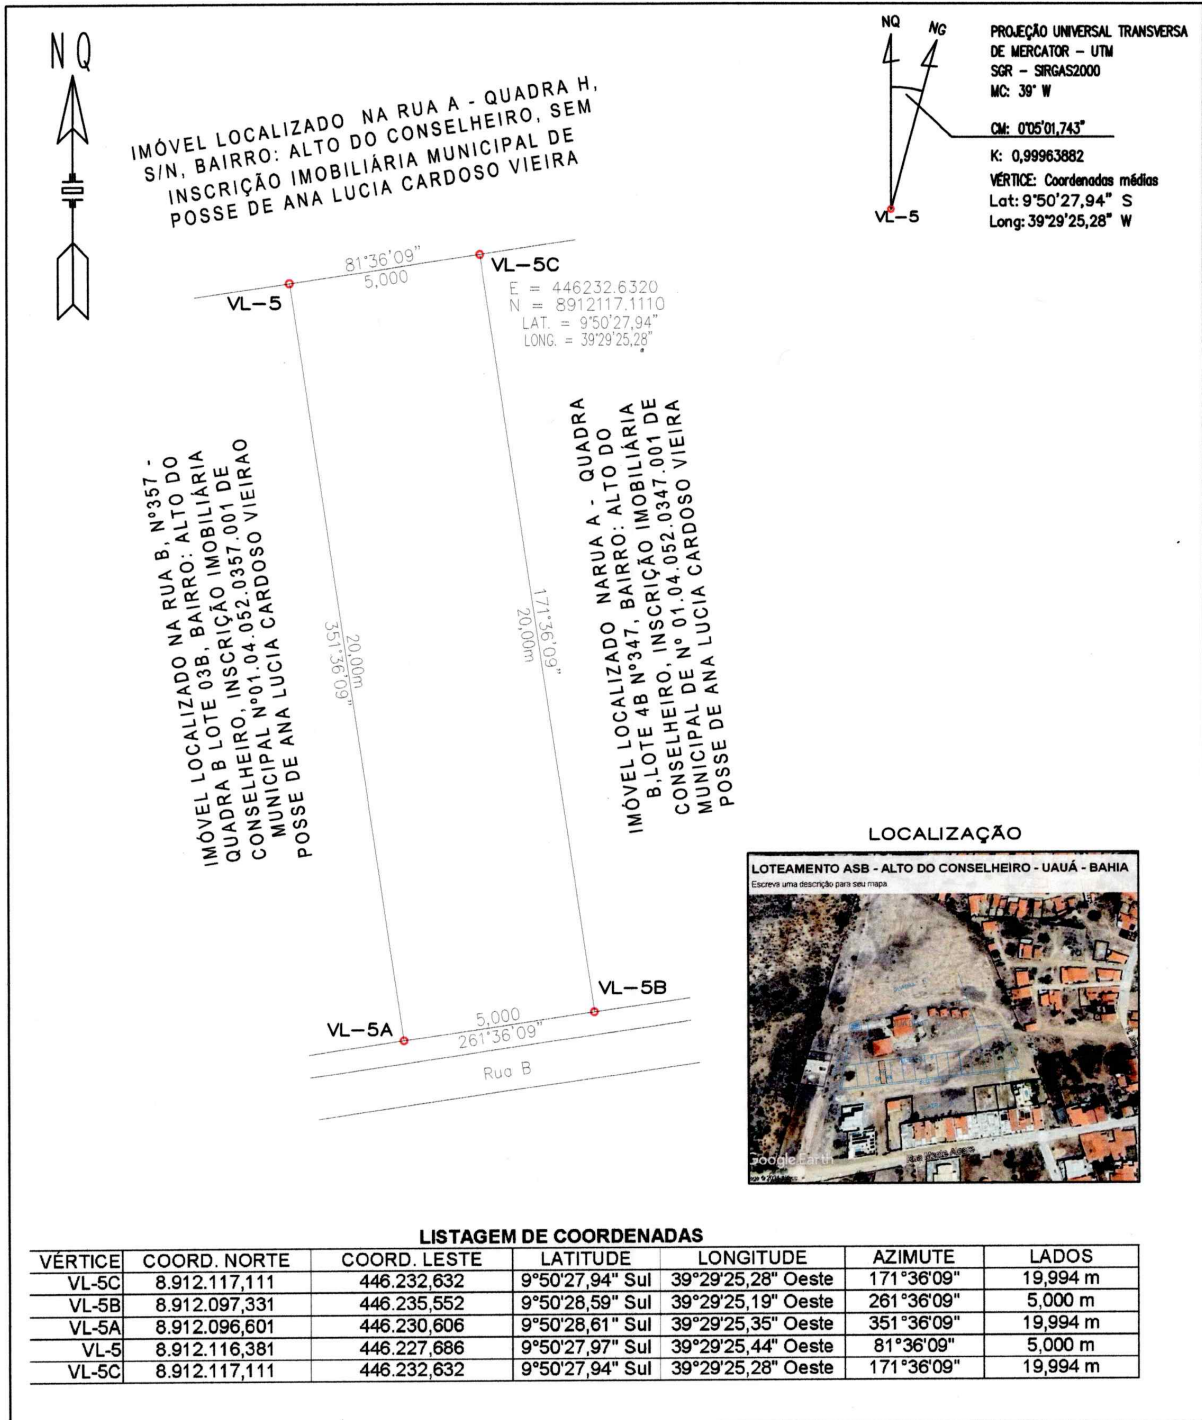 NQ
IMÓVEL LOCALIZADO NA RUA A - QUADRA H,
S/N, BAIRRO: ALTO DO CONSELHEIRO, SEM
INSCRIÇÃO IMOBILIÁRIA MUNICIPAL DE
POSSE DE ANA LUCIA CARDOSO VIEIRA
NQ
NG
VL-5
PROJEÇÃO UNIVERSAL TRANSVERSA
DE MERCATOR - UTM
SGR - SIRGAS2000
MC: 39° W
CM: 0°05'01,743"
K: 0,99963882
VÉRTICE: Coordenadas médias
Lat: 9°50'27,94" S
Long: 39°29'25,28" W
81°36'09"
5,000
VL-5
VL-5C
E = 446232.6320
N = 8912117.1110
LAT. = 9°50'27,94"
LONG. = 39°29'25,28"
IMÓVEL LOCALIZADO NA RUA B, Nº357 -
QUADRA B LOTE 03B, BAIRRO: ALTO DO
CONSELHEIRO, INSCRIÇÃO IMOBILIÁRIA
MUNICIPAL Nº01.04.052.0357.001 DE
POSSE DE ANA LUCIA CARDOSO VIEIRAO
20,00m
351°36'09"
171°36'09"
20,00m
IMÓVEL LOCALIZADO NARUA A - QUADRA
B,LOTE 4B Nº347, BAIRRO: ALTO DO
CONSELHEIRO, INSCRIÇÃO IMOBILIÁRIA
MUNICIPAL DE Nº 01.04.052.0347.001 DE
POSSE DE ANA LUCIA CARDOSO VIEIRA
VL-5A
5,000
261°36'09"
VL-5B
Rua B
LOCALIZAÇÃO
LOTEAMENTO ASB - ALTO DO CONSELHEIRO - UAUÁ - BAHIA
Escreva uma descrição para seu mapa
Google Earth
LISTAGEM DE COORDENADAS
VÉRTICE COORD. NORTE COORD. LESTE LATITUDE LONGITUDE AZIMUTE LADOS
VL-5C 8.912.117,111 446.232,632 9°50'27,94" Sul 39°29'25,28" Oeste 171°36'09" 19,994 m
VL-5B 8.912.097,331 446.235,552 9°50'28,59" Sul 39°29'25,19" Oeste 261°36'09" 5,000 m
VL-5A 8.912.096,601 446.230,606 9°50'28,61" Sul 39°29'25,35" Oeste 351°36'09" 19,994 m
VL-5 8.912.116,381 446.227,686 9°50'27,97" Sul 39°29'25,44" Oeste 81°36'09" 5,000 m
VL-5C 8.912.117,111 446.232,632 9°50'27,94" Sul 39°29'25,28" Oeste 171°36'09" 19,994 m